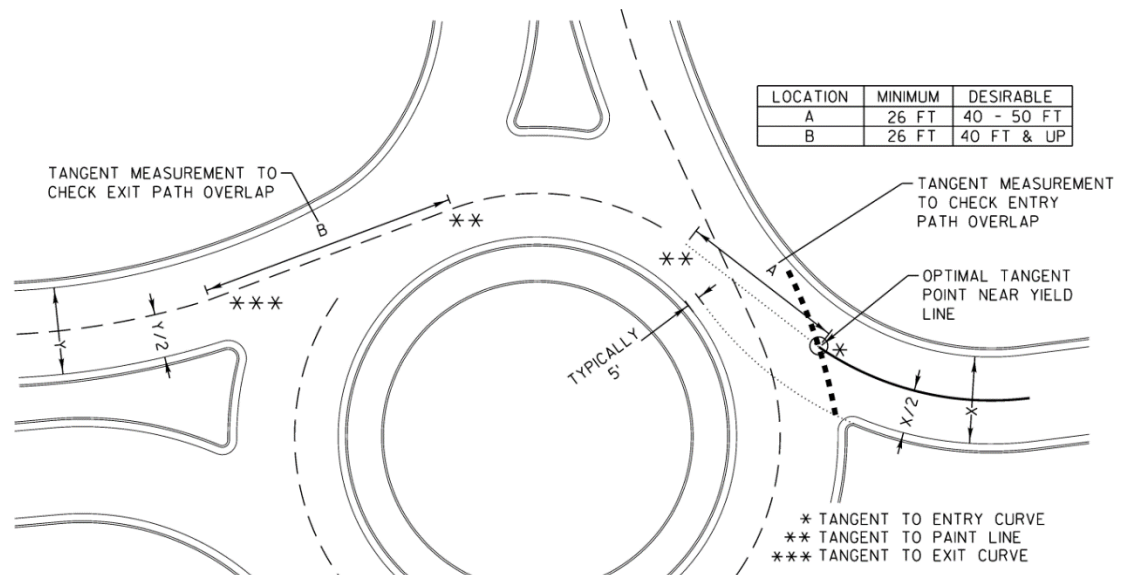 LOCATION MINIMUM DESIRABLE
A 26 FT 40 - 50 FT
B 26 FT 40 FT & UP
TANGENT MEASUREMENT TO
CHECK EXIT PATH OVERLAP
B
**
***
Y
Y/2
TANGENT MEASUREMENT
TO CHECK ENTRY
PATH OVERLAP
**
A
OPTIMAL TANGENT
POINT NEAR YIELD
LINE
*
TYPICALLY
5'
X/2
X
* TANGENT TO ENTRY CURVE
** TANGENT TO PAINT LINE
*** TANGENT TO EXIT CURVE